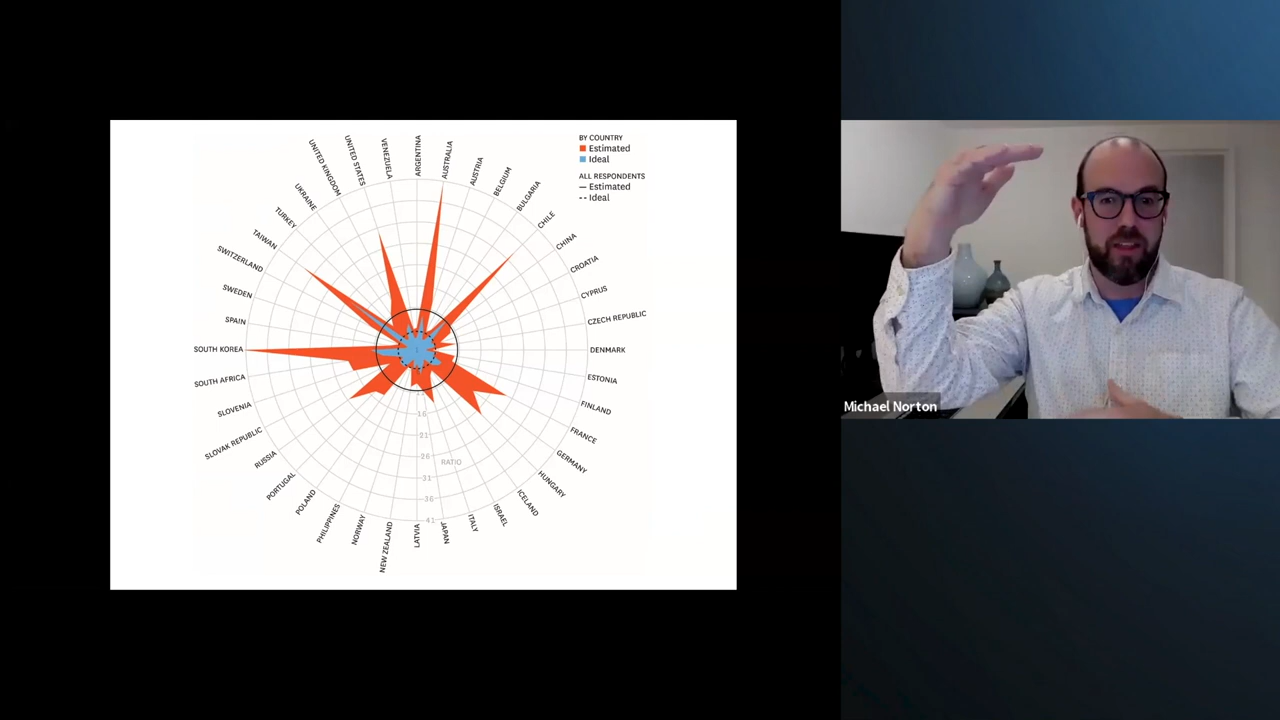 BY COUNTRY
Estimated
Ideal
ALL RESPONDENTS
Estimated
Ideal
ARGENTINA
AUSTRALIA
AUSTRIA
BELGIUM
BULGARIA
CHILE
CHINA
CROATIA
CYPRUS
CZECH REPUBLIC
DENMARK
ESTONIA
FINLAND
FRANCE
GERMANY
HUNGARY
ICELAND
ISRAEL
ITALY
JAPAN
LATVIA
NEW ZEALAND
NORWAY
PHILIPPINES
POLAND
PORTUGAL
RUSSIA
SLOVAK REPUBLIC
SLOVENIA
SOUTH AFRICA
SOUTH KOREA
SPAIN
SWEDEN
SWITZERLAND
TAIWAN
TURKEY
UKRAINE
UNITED KINGDOM
UNITED STATES
VENEZUELA
16
21
26
RATIO
31
36
41
Michael Norton